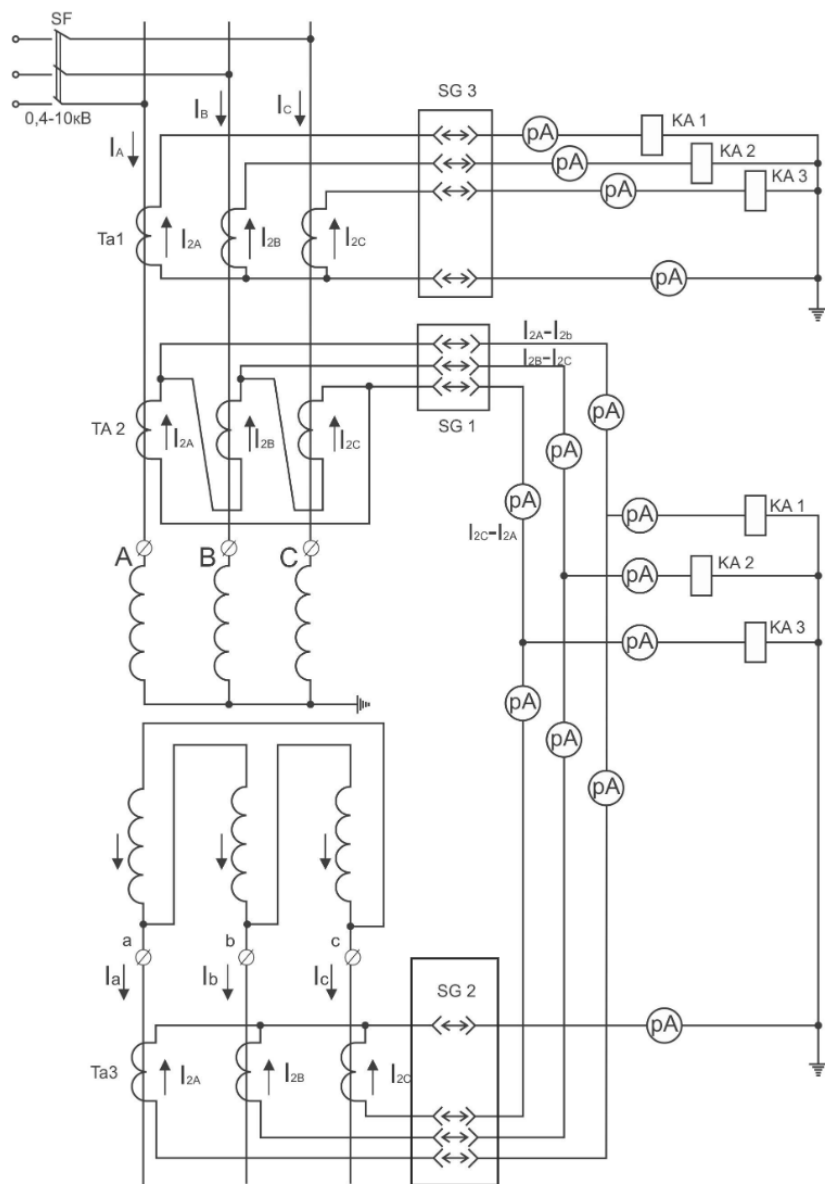 SF
0,4-10кВ
IA
IB
IC
SG 3
pA
KA 1
pA
KA 2
pA
KA 3
Ta1
I2A
I2B
I2C
pA
I2A-I2b
I2B-I2C
SG 1
TA 2
I2A
I2B
I2C
pA
pA
pA
I2C-I2A
pA
KA 1
A
B
C
pA
KA 2
pA
KA 3
pA
pA
pA
a
b
c
Ia
Ib
Ic
SG 2
pA
Ta3
I2A
I2B
I2C